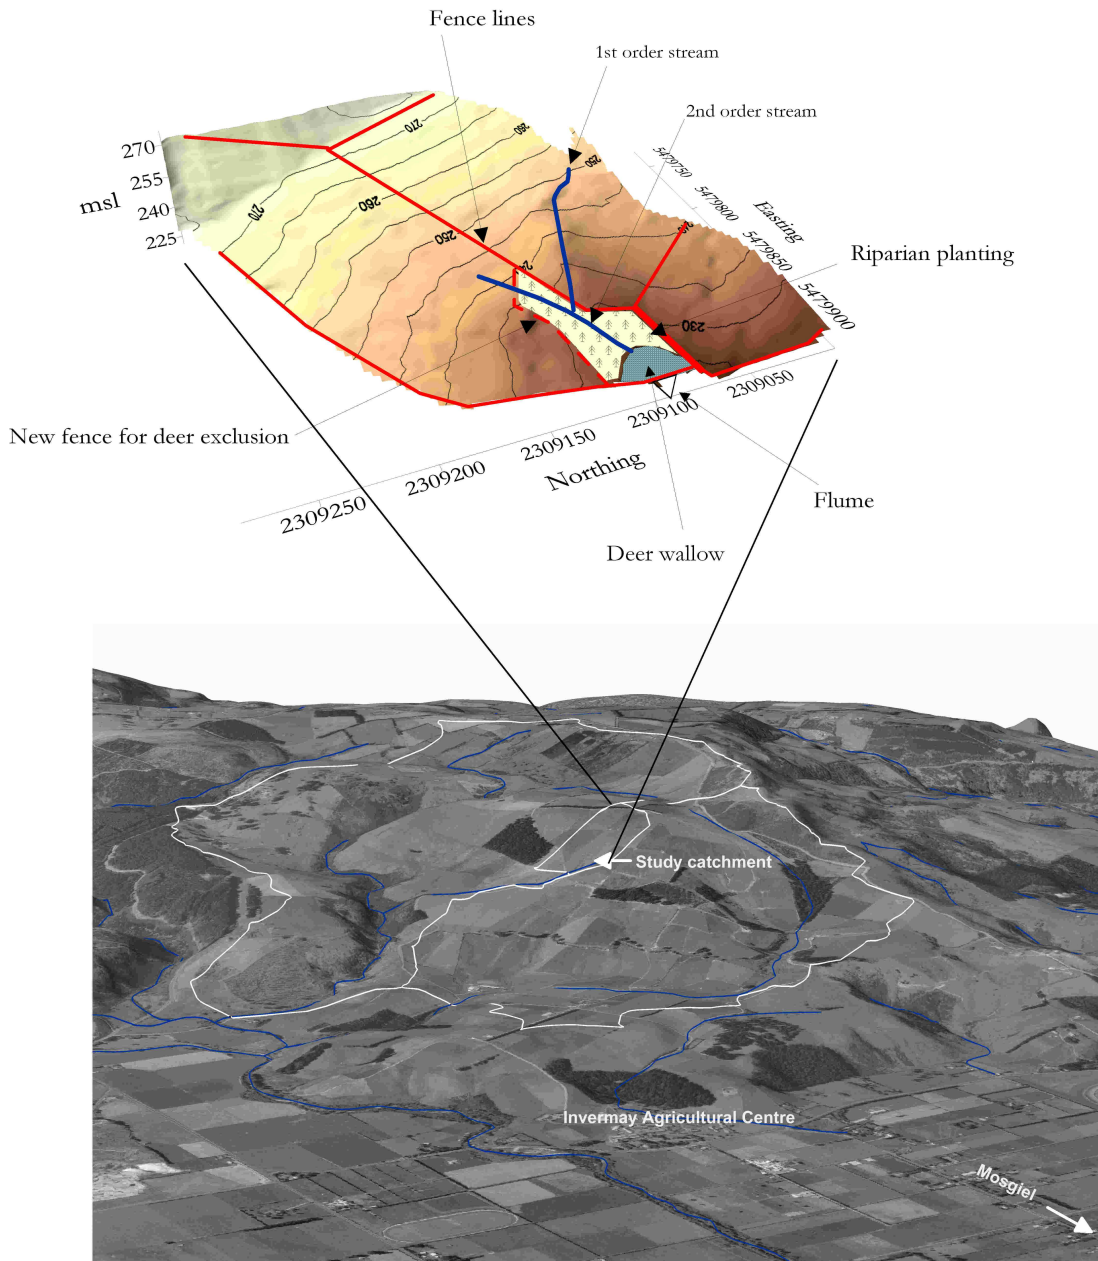 Fence lines
1st order stream
2nd order stream
270
255
240
225
msl
270
270
260
260
250
250
240
230
5479750
5479800
5479850
5479900
Easting
Riparian planting
New fence for deer exclusion
2309050
2309100
2309150
2309200
2309250
Northing
Flume
Deer wallow
Study catchment
Invermay Agricultural Centre
Mosgiel